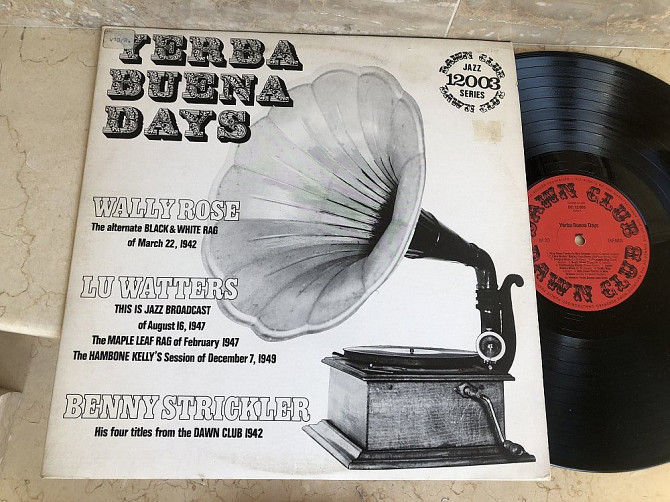 YERBA
BUENA
DAYS
DAWN CLUB
JAZZ
12003
SERIES
DAWN CLUB
WALLY ROSE
The alternate BLACK & WHITE RAG
of March 22, 1942
LU WATTERS
THIS IS JAZZ BROADCAST
of August 16, 1947
The MAPLE LEAF RAG of February 1947
The HAMBONE KELLY'S Session of December 7, 1949
BENNY STRICKLER
His four titles from the DAWN CLUB 1942
DAWN CLUB
Yerba Buena Days
DAWN CLUB